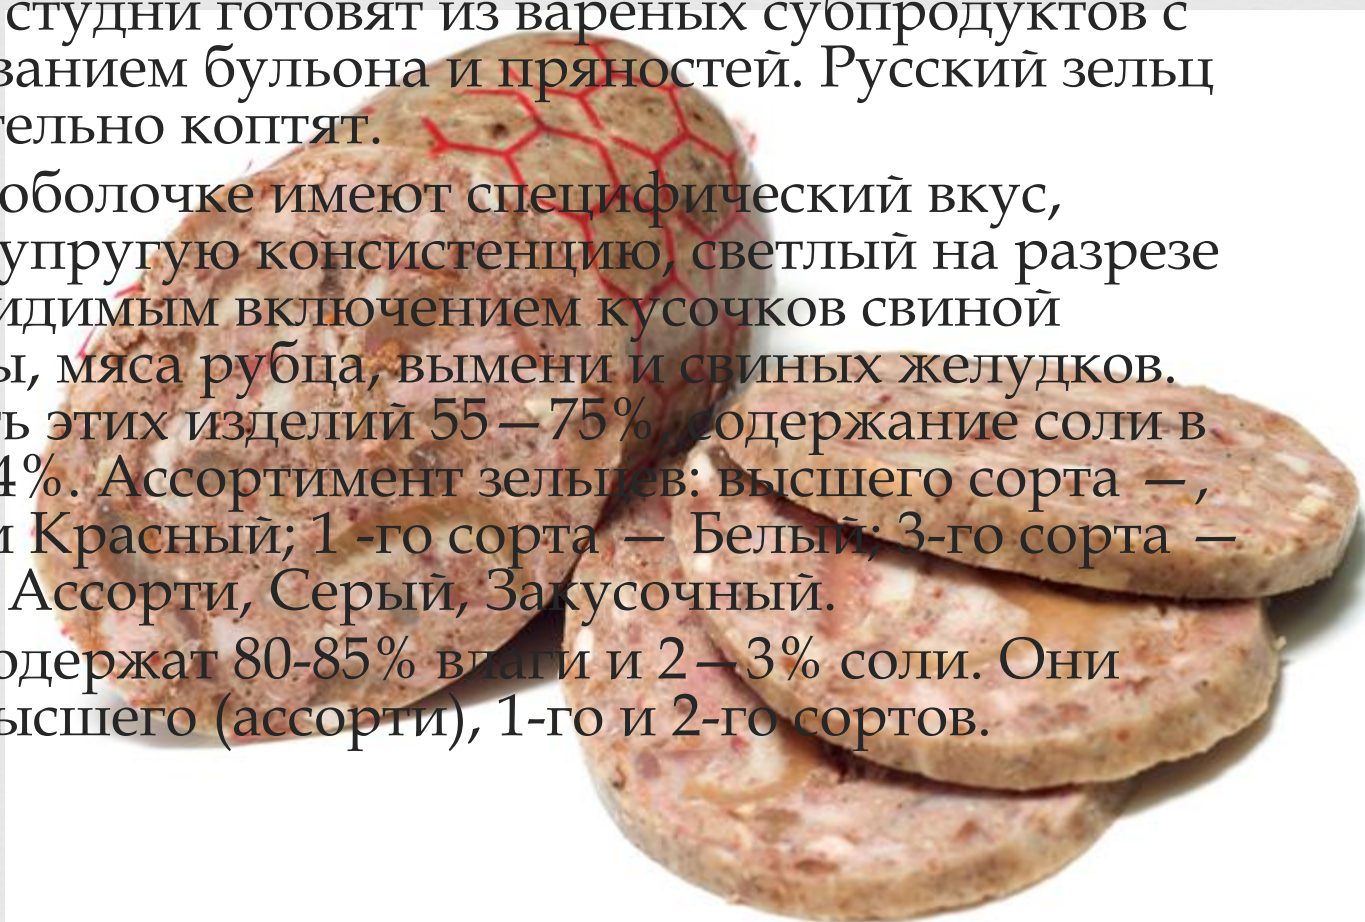 студни готовят из вареных субпродуктов с
ванием бульона и пряностей. Русский зельц
тельно коптят.
оболочке имеют специфический вкус,
упругую консистенцию, светлый на разрезе
идимым включением кусочков свиной
ы, мяса рубца, вымени и свиных желудков.
ь этих изделий 55—75%, содержание соли в
4%. Ассортимент зельцев: высшего сорта —,
и Красный; 1 -го сорта — Белый; 3-го сорта —
Ассорти, Серый, Закусочный.
одержат 80-85% влаги и 2—3% соли. Они
ысшего (ассорти), 1-го и 2-го сортов.